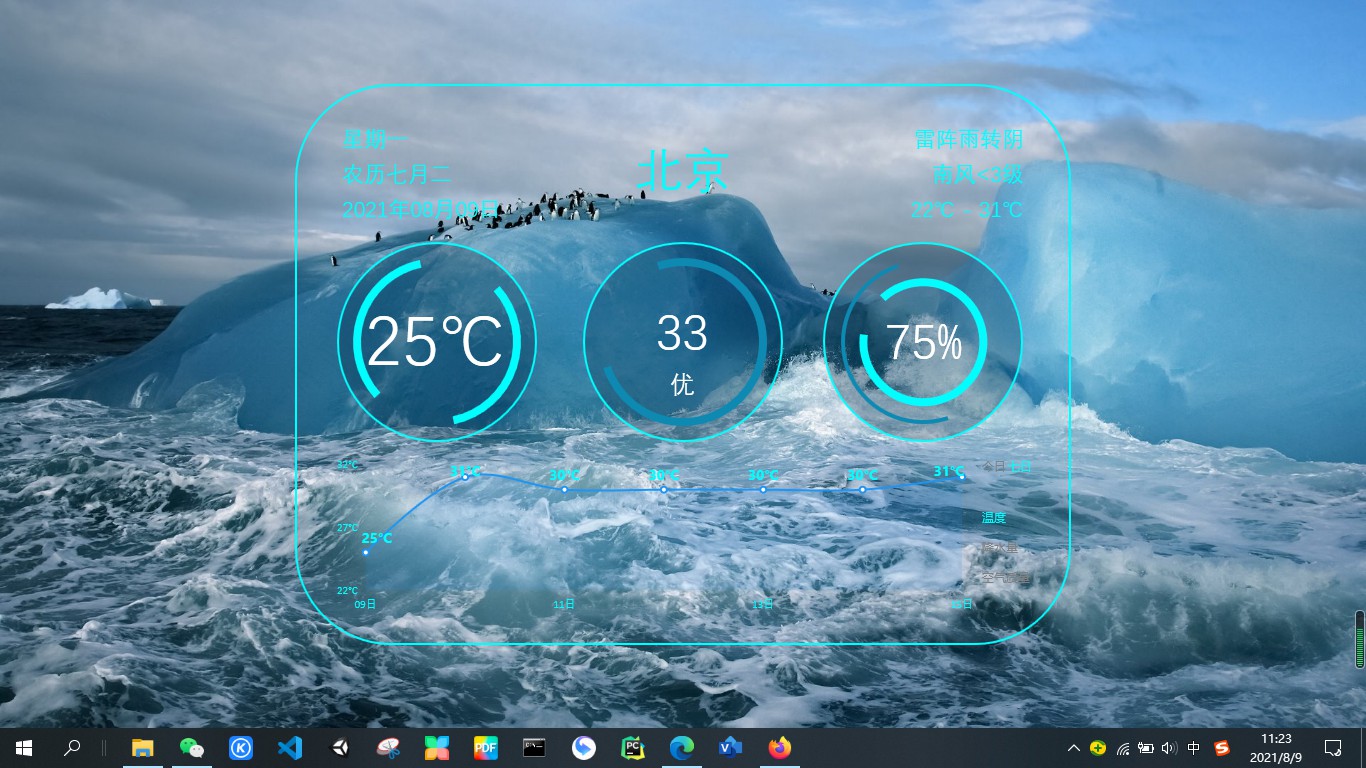 星期一
农历七月二
2021年08月09日
北京
雷阵雨转阴
南风<3级
22℃ - 31℃
25℃
33
优
75%
32℃
27℃
22℃
25℃
31℃
30℃
30℃
30℃
30℃
31℃
今日 七日
温度
降水量
空气质量
09日
11日
13日
15日
PDF
PC
中
11:23
2021/8/9